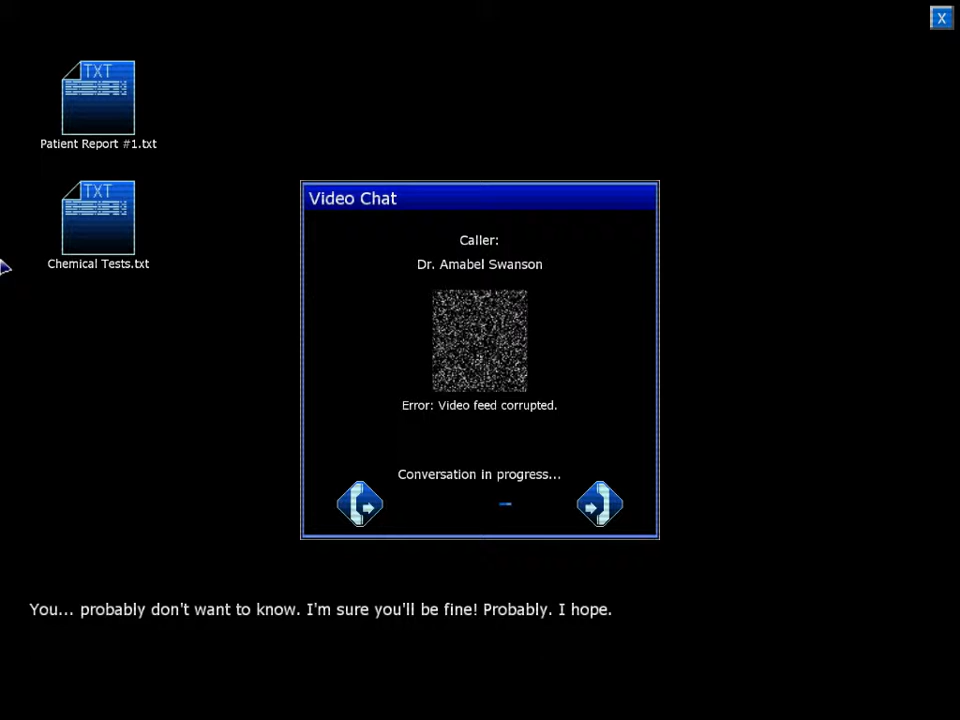 X
TXT
Patient Report #1.txt
TXT
Chemical Tests.txt
Video Chat
Caller:
Dr. Amabel Swanson
Error: Video feed corrupted.
Conversation in progress...
You... probably don't want to know. I'm sure you'll be fine! Probably. I hope.